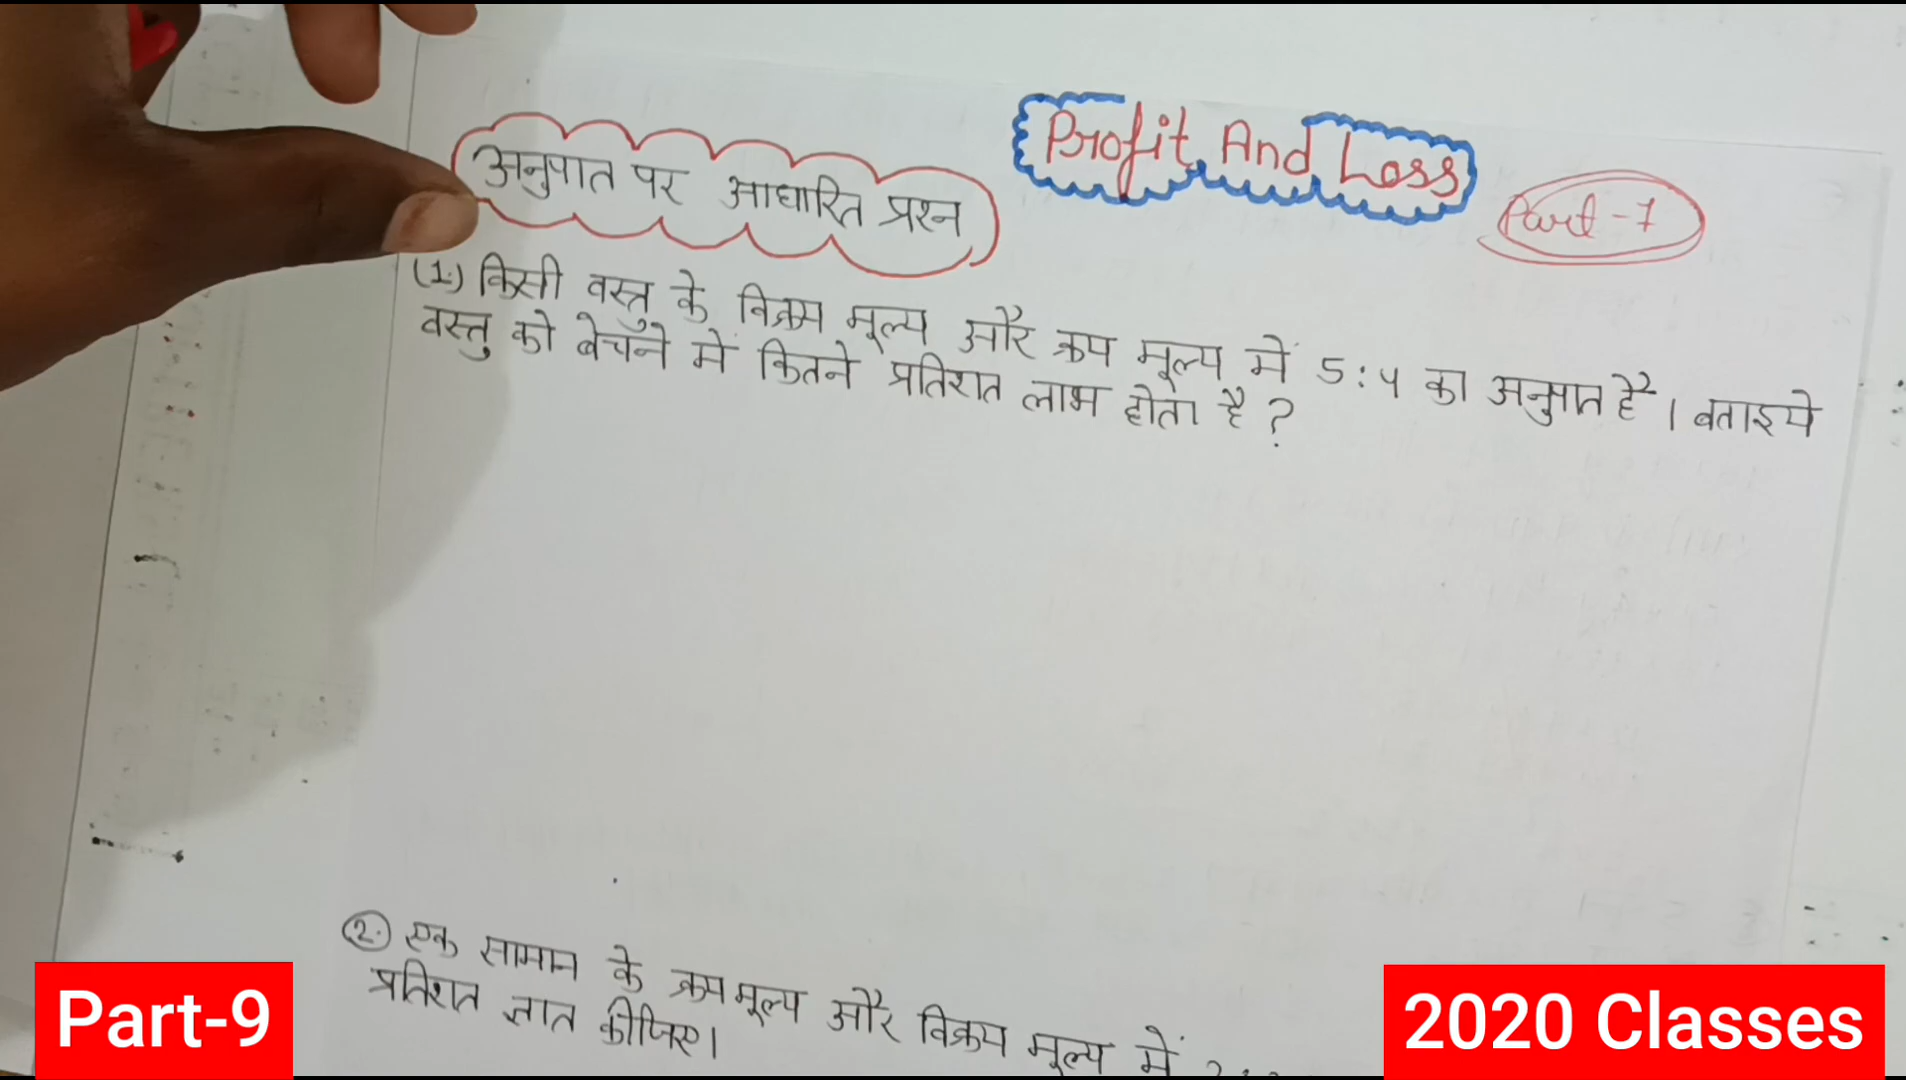 Profit And Loss
Part-7
अनुपात पर आधारित प्रश्न
(1.) किसी वस्तु के विक्रय मूल्य और क्रय मूल्य में 5:4 का अनुपात है। बताइये
वस्तु को बेचने में कितने प्रतिशत लाभ होता है?
2. एक सामान के क्रय मूल्य और विक्रय मूल्य में
प्रतिशत ज्ञात कीजिए।
Part-9
2020 Classes